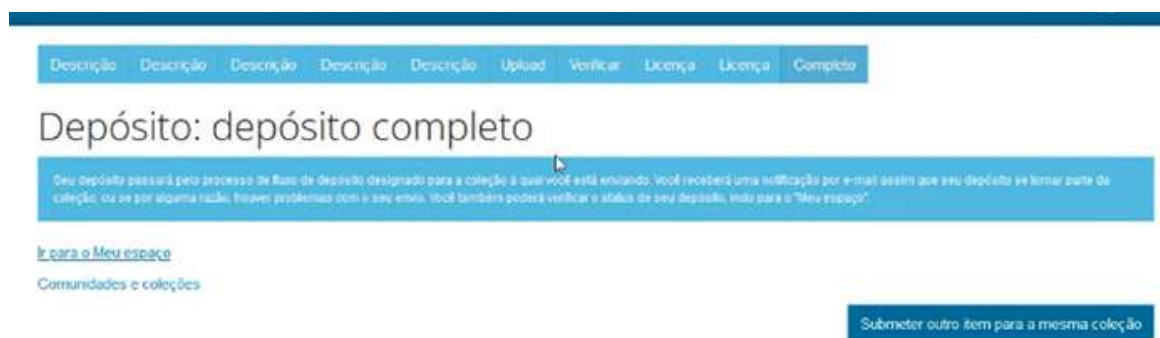 Descrição Descrição Descrição Descrição Descrição Upload Verificar Licença Licença Completo
Depósito: depósito completo
Seu depósito passará pelo processo de fluxo de depósito designado para a coleção à qual você está enviando. Você receberá uma notificação por e-mail assim que seu depósito se tornar parte da
coleção, ou se por alguma razão, houver problemas com o seu envio. Você também poderá verificar o status de seu depósito, indo para o "Meu espaço".
Ir para o Meu espaço
Comunidades e coleções
Submeter outro item para a mesma coleção